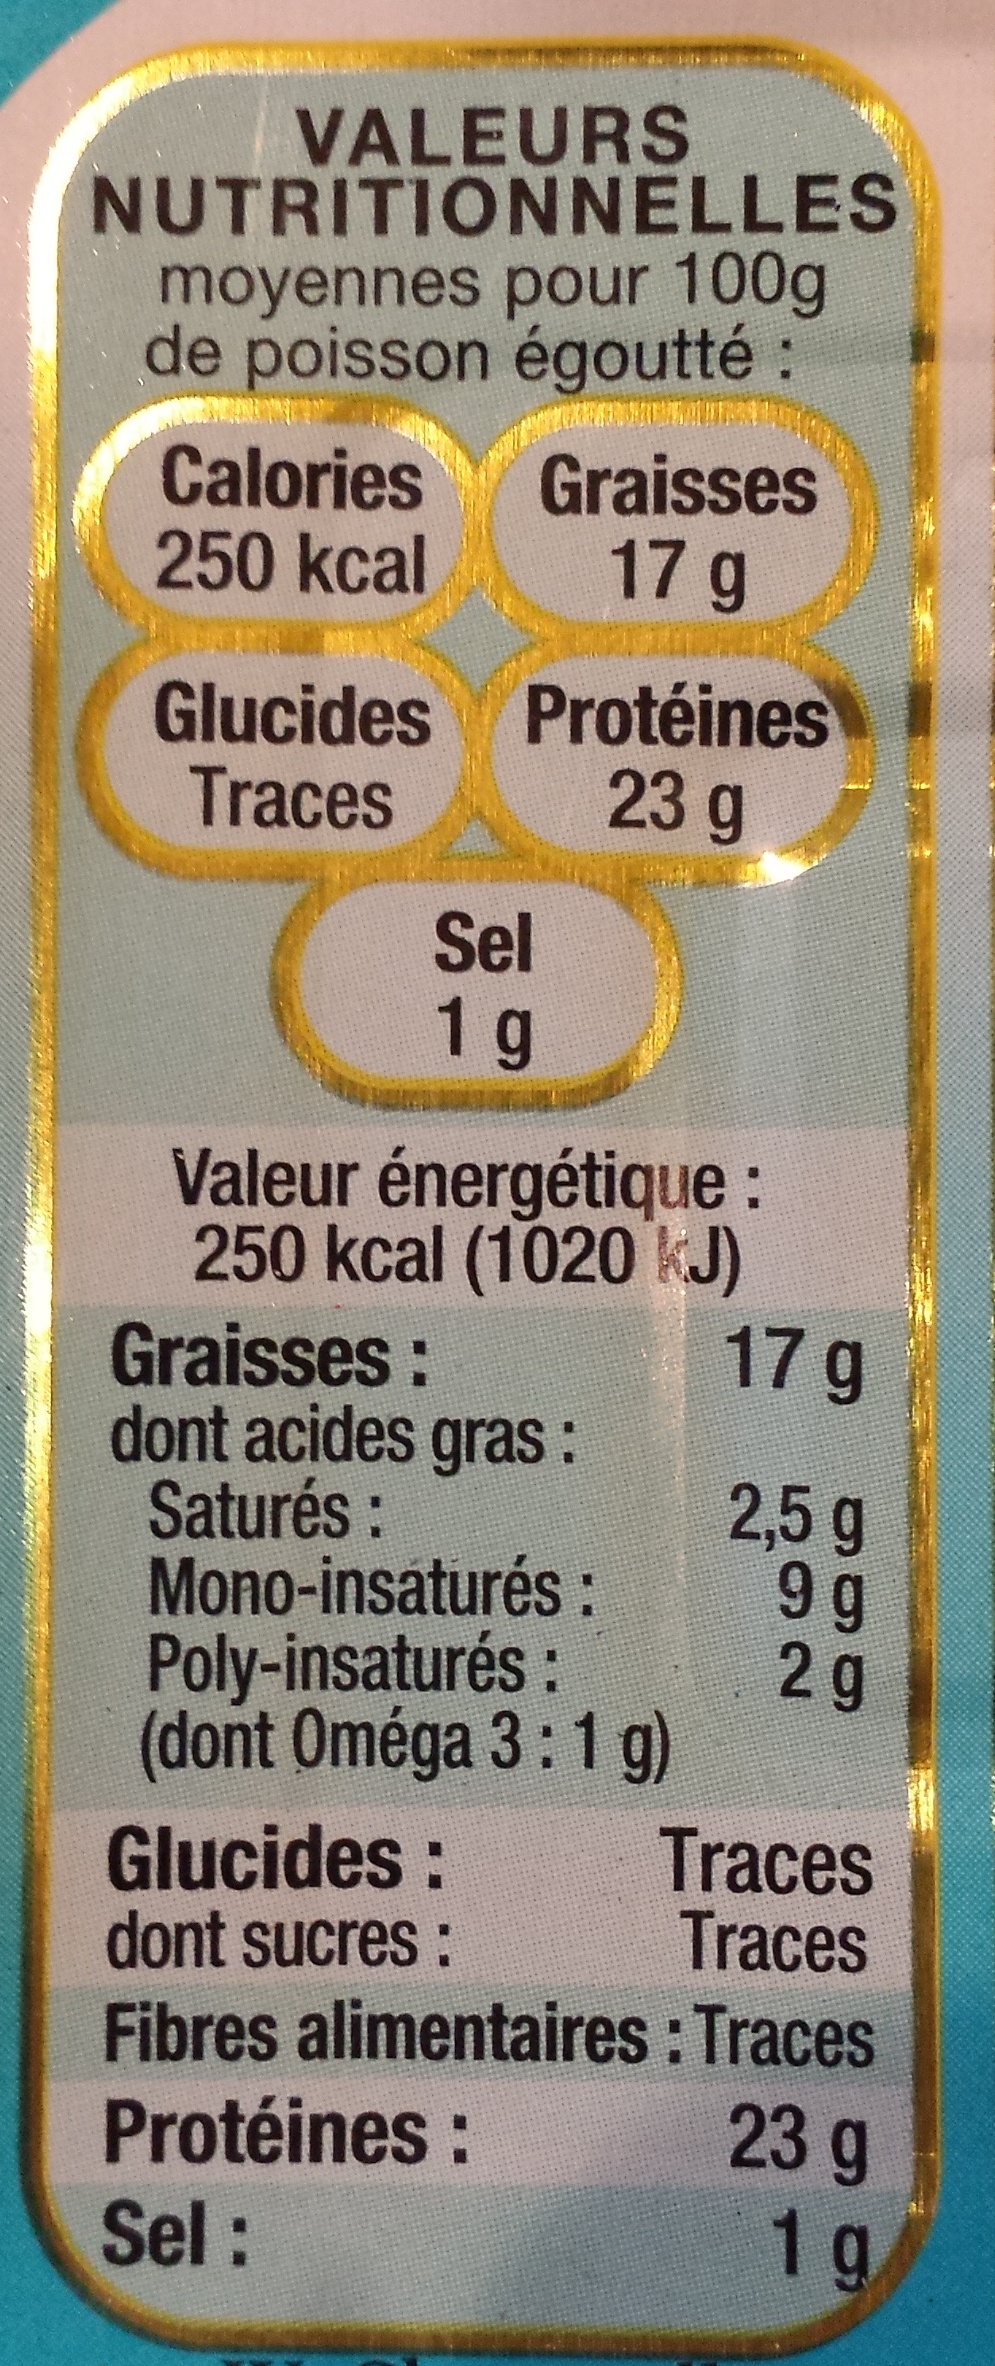 VALEURS
NUTRITIONNELLES
moyennes pour 100g
de poisson égoutté :
Calories
250 kcal
Graisses
17 g
Glucides
Traces
Protéines
23 g
Sel
1 g
Valeur énergétique :
250 kcal (1020 kJ)
Graisses : 17 g
dont acides gras :
Saturés : 2,5 g
Mono-insaturés : 9 g
Poly-insaturés : 2 g
(dont Oméga 3 : 1 g)
Glucides : Traces
dont sucres : Traces
Fibres alimentaires : Traces
Protéines : 23 g
Sel : 1 g